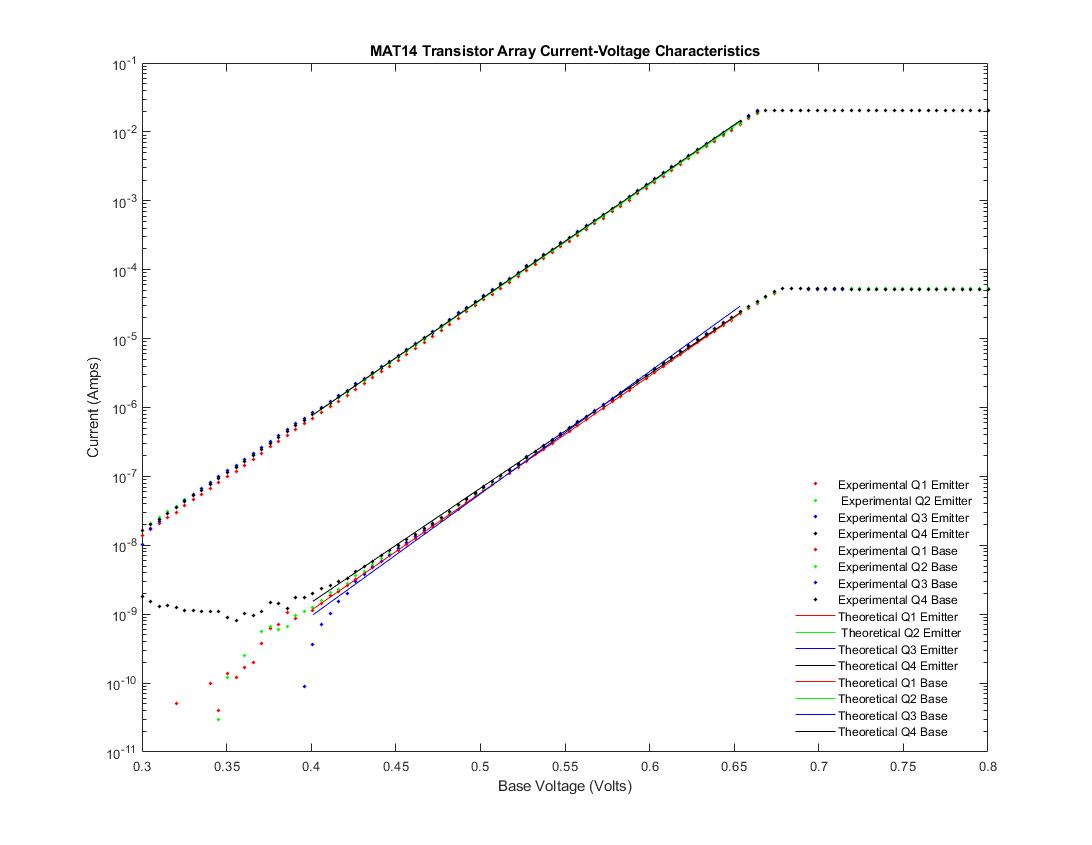 MAT14 Transistor Array Current-Voltage Characteristics
10-1
10-2
10-3
10-4
10-5
10-6
10-7
10-8
10-9
10-10
10-11
Current (Amps)
Experimental Q1 Emitter
Experimental Q2 Emitter
Experimental Q3 Emitter
Experimental Q4 Emitter
Experimental Q1 Base
Experimental Q2 Base
Experimental Q3 Base
Experimental Q4 Base
Theoretical Q1 Emitter
Theoretical Q2 Emitter
Theoretical Q3 Emitter
Theoretical Q4 Emitter
Theoretical Q1 Base
Theoretical Q2 Base
Theoretical Q3 Base
Theoretical Q4 Base
0.3 0.35 0.4 0.45 0.5 0.55 0.6 0.65 0.7 0.75 0.8
Base Voltage (Volts)